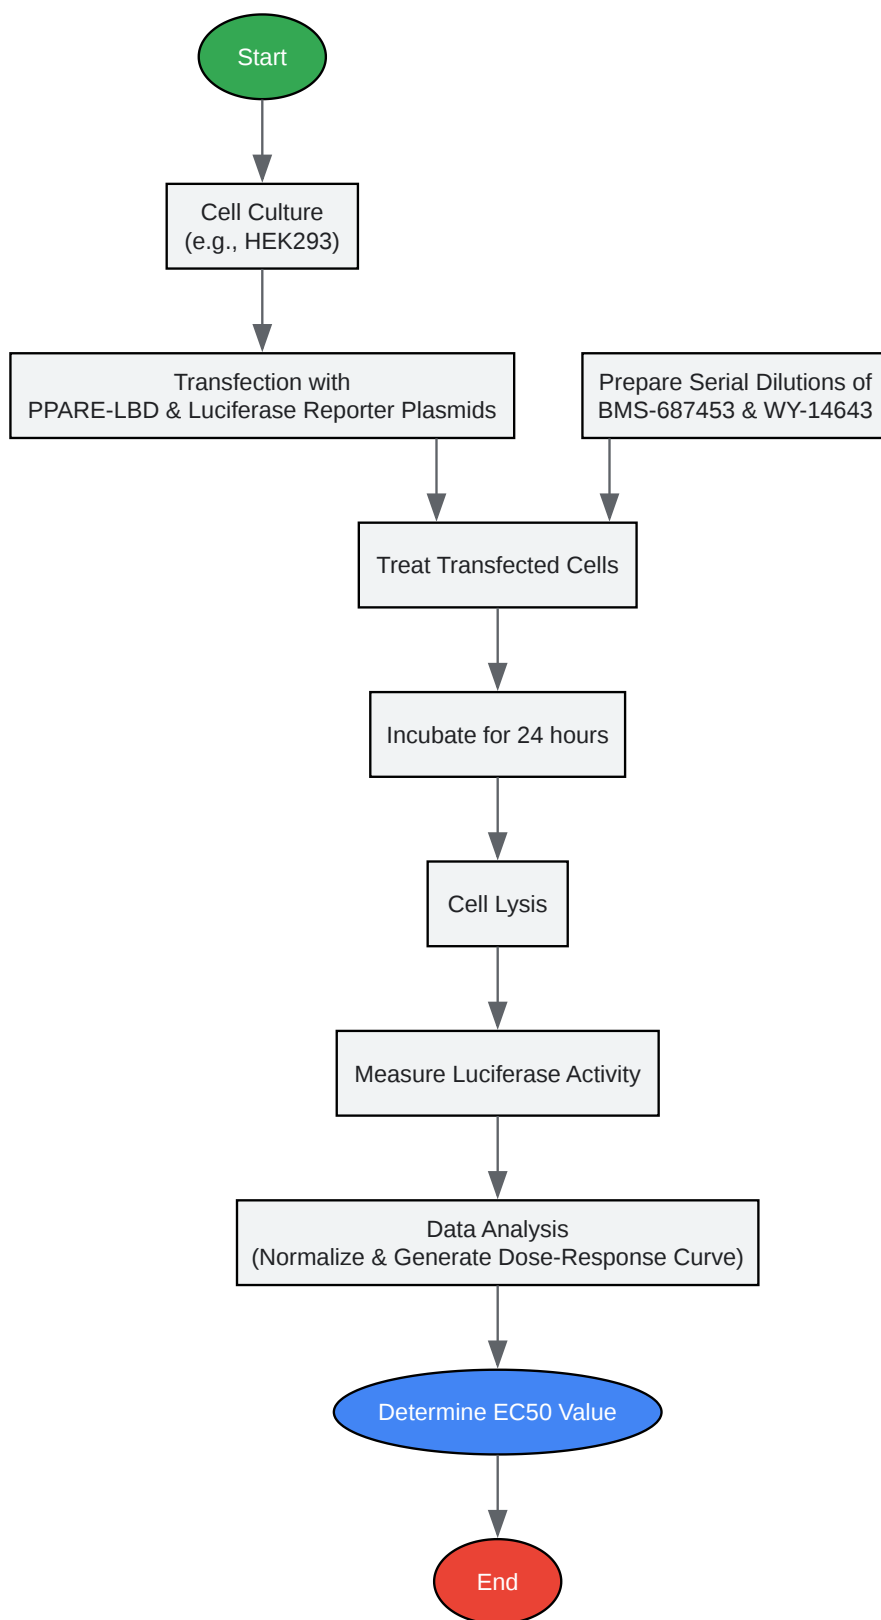 Start
Cell Culture
(e.g., HEK293)
Transfection with
PPARE-LBD & Luciferase Reporter Plasmids
Prepare Serial Dilutions of
BMS-687453 & WY-14643
Treat Transfected Cells
Incubate for 24 hours
Cell Lysis
Measure Luciferase Activity
Data Analysis
(Normalize & Generate Dose-Response Curve)
Determine EC50 Value
End